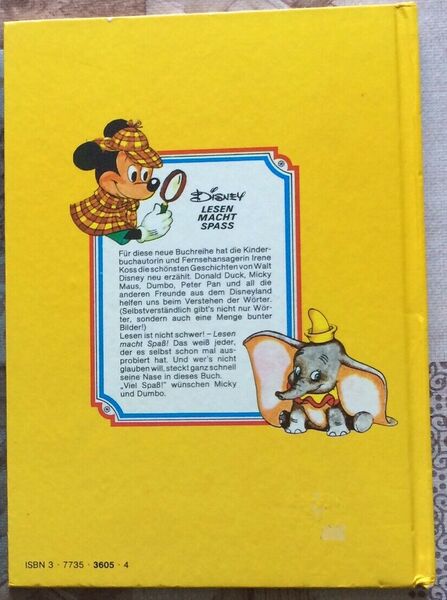 Disney
LESEN
MACHT
SPASS
Für diese neue Buchreihe hat die Kinder-
buchautorin und Fernsehansagerin Irene
Koss die schönsten Geschichten von Walt
Disney neu erzählt. Donald Duck, Micky
Maus, Dumbo, Peter Pan und all die
anderen Freunde aus dem Disneyland
helfen uns beim Verstehen der Wörter.
(Selbstverständlich gibt's nicht nur Wör-
ter, sondern auch eine Menge bunter
Bilder!)
Lesen ist nicht schwer! – Lesen
macht Spaß! Das weiß jeder,
der es selbst schon mal aus-
probiert hat. Und wer's nicht
glauben will, steckt ganz schnell
seine Nase in dieses Buch.
„Viel Spaß!" wünschen Micky
und Dumbo.
ISBN 3 · 7735 · 3605 · 4